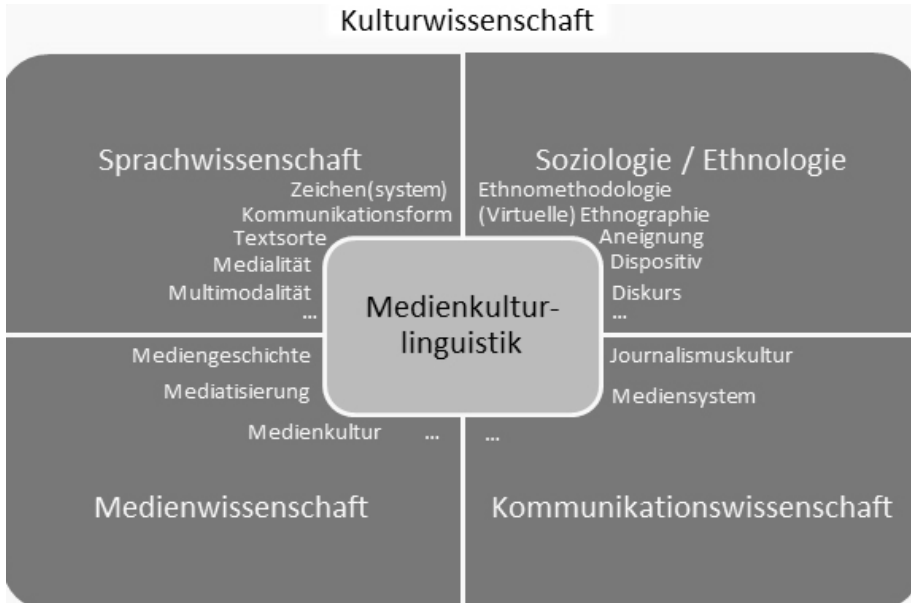 Kulturwissenschaft
Sprachwissenschaft
Zeichen(system)
Kommunikationsform
Textsorte
Medialität
Multimodalität
...
Soziologie / Ethnologie
Ethnomethodologie
(Virtuelle) Ethnographie
Aneignung
Dispositiv
Diskurs
...
Medienkultur-
linguistik
Mediengeschichte
Mediatisierung
Medienkultur ...
Medienwissenschaft
Journalismuskultur
Mediensystem
...
Kommunikationswissenschaft